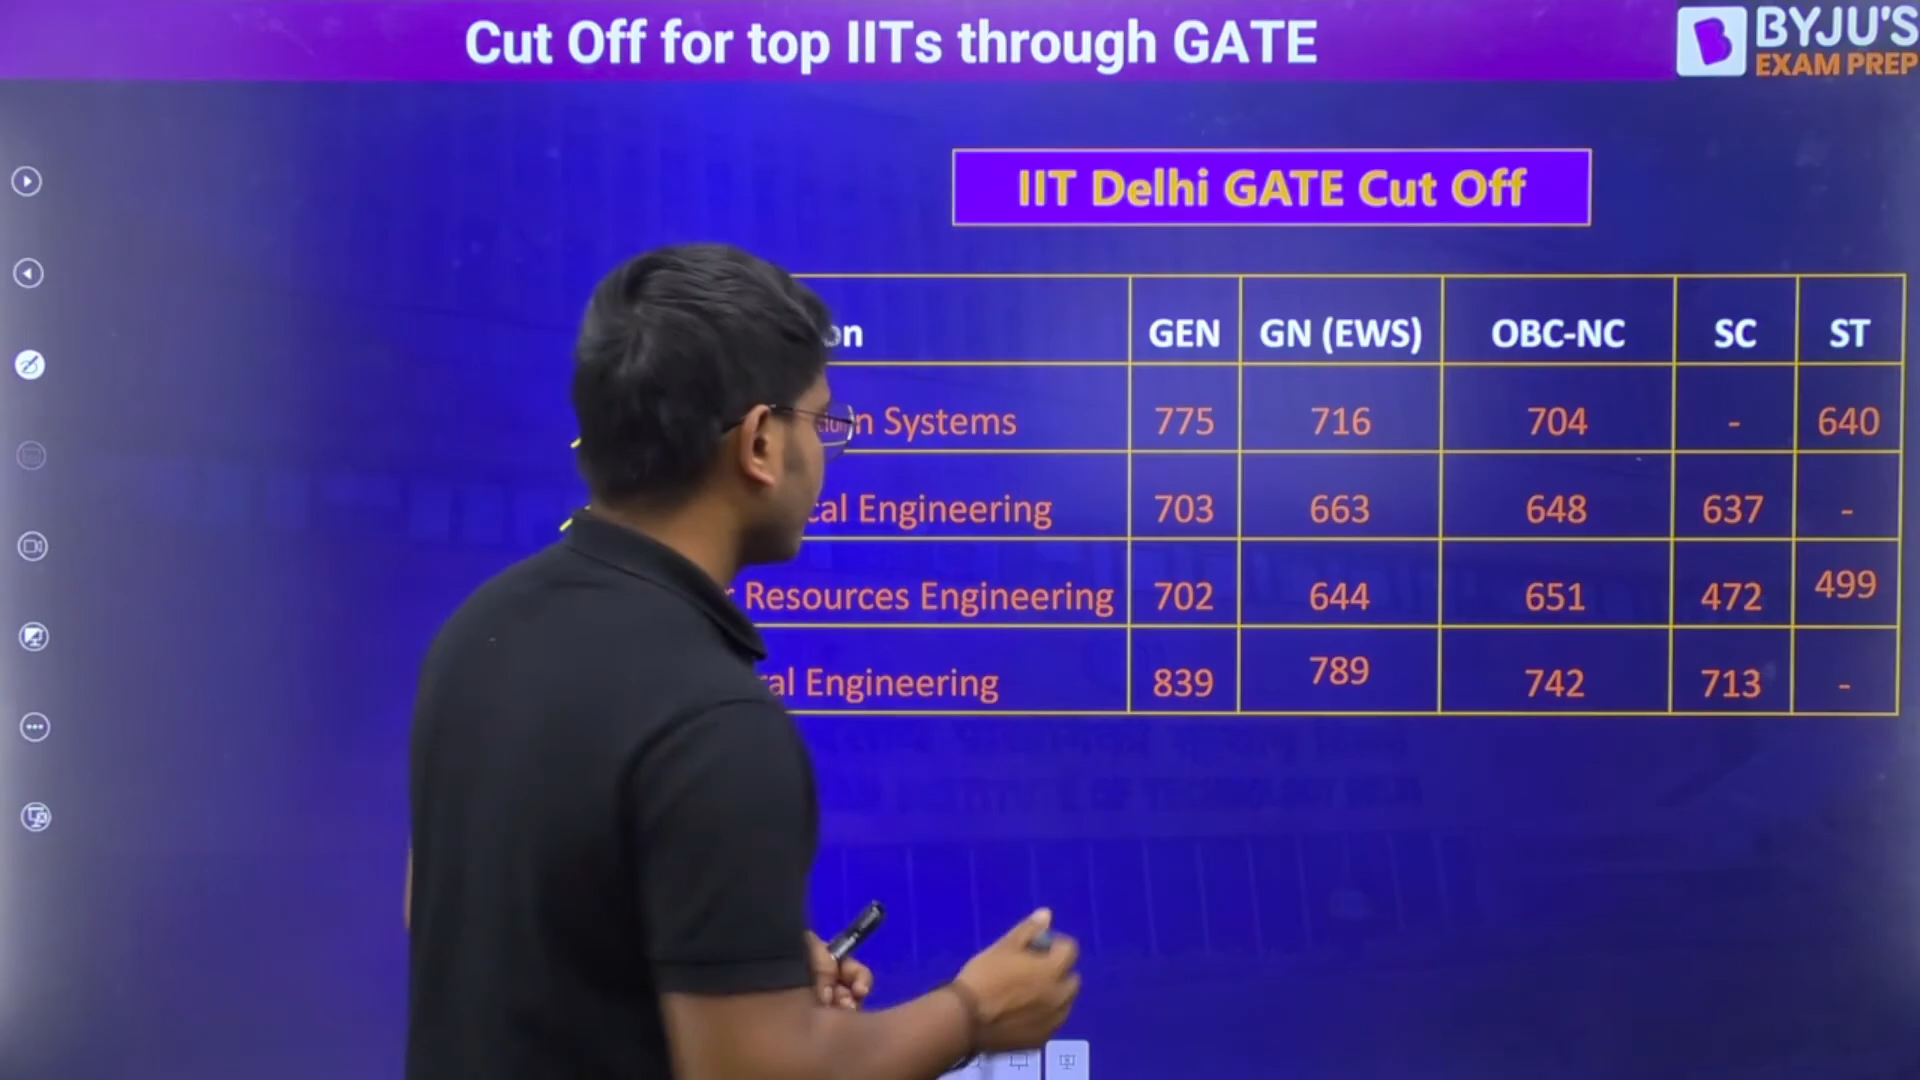 Cut Off for top IITs through GATE
BYJU'S
EXAM PREP
IIT Delhi GATE Cut Off
GEN GN (EWS) OBC-NC SC ST
Systems 775 716 704 - 640
Engineering 703 663 648 637 -
Resources Engineering 702 644 651 472 499
Engineering 839 789 742 713 -